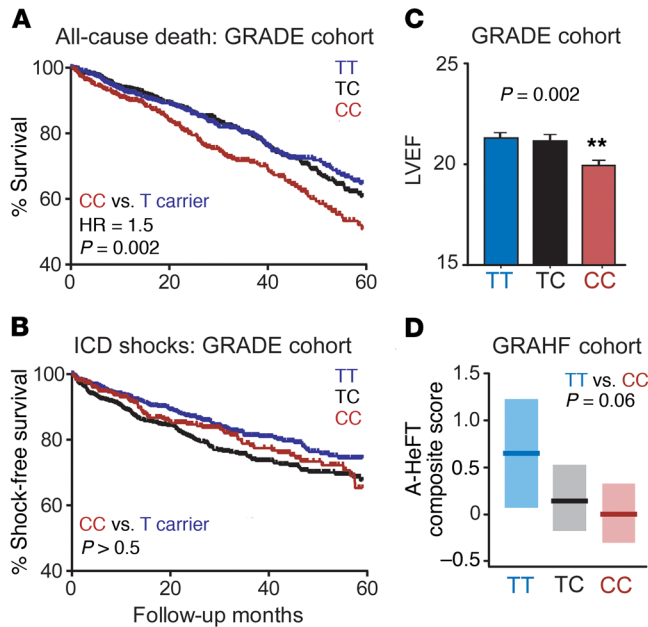 A
All-cause death: GRADE cohort
% Survival
100
80
60
40
TT
TC
CC
CC vs. T carrier
HR = 1.5
P = 0.002
0
20
40
60
B
ICD shocks: GRADE cohort
% Shock-free survival
100
80
60
40
TT
TC
CC
CC vs. T carrier
P > 0.5
0
20
40
60
Follow-up months
C
GRADE cohort
LVEF
25
20
15
P = 0.002
**
TT
TC
CC
D
GRAHF cohort
A-HeFT
composite score
1.5
1.0
0.5
0
–0.5
TT vs. CC
P = 0.06
TT
TC
CC